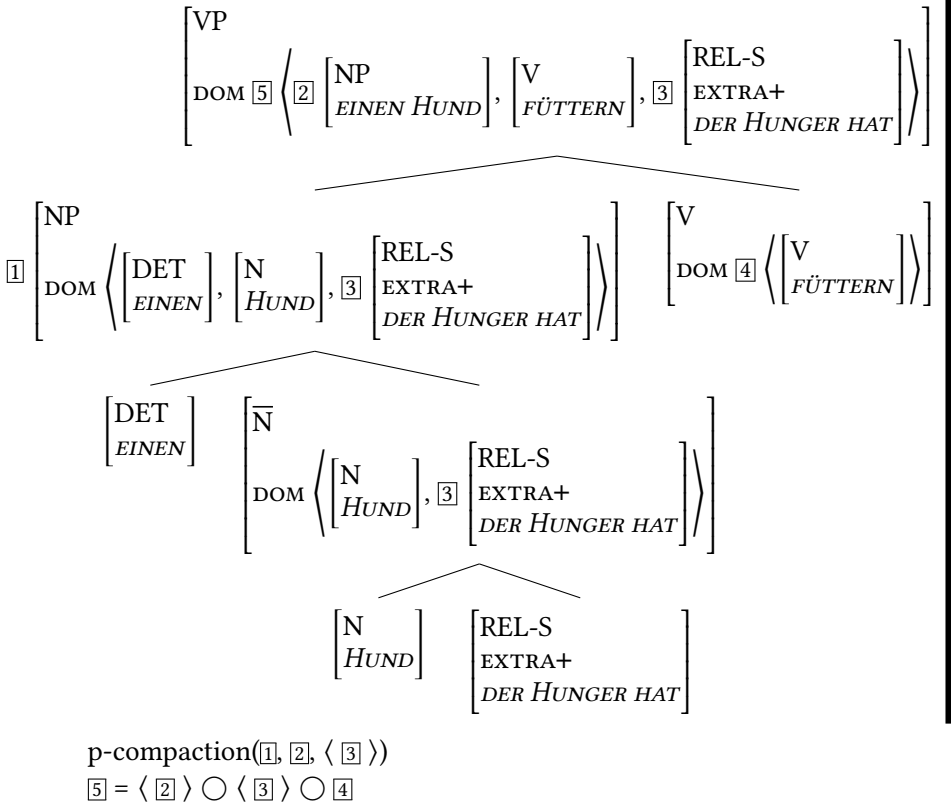 VP
DOM 5 ⟨ 2 [NP EINEN HUND], [V FÜTTERN], 3 [REL-S EXTRA+ DER HUNGER HAT] ⟩
1 [NP DOM ⟨ [DET EINEN], [N HUND], 3 [REL-S EXTRA+ DER HUNGER HAT] ⟩]
[V DOM 4 ⟨ [V FÜTTERN] ⟩]
[DET EINEN]
[N̅ DOM ⟨ [N HUND], 3 [REL-S EXTRA+ DER HUNGER HAT] ⟩]
[N HUND]
[REL-S EXTRA+ DER HUNGER HAT]
p-compaction(1, 2, ⟨ 3 ⟩)
5 = ⟨ 2 ⟩ ◯ ⟨ 3 ⟩ ◯ 4